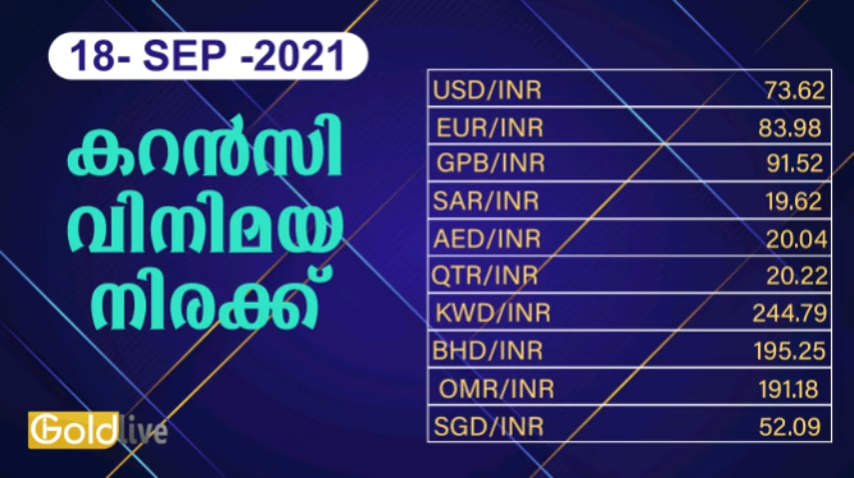 18- SEP -2021
കറൻസി
വിനിമയ
നിരക്ക്
USD/INR 73.62
EUR/INR 83.98
GPB/INR 91.52
SAR/INR 19.62
AED/INR 20.04
QTR/INR 20.22
KWD/INR 244.79
BHD/INR 195.25
OMR/INR 191.18
SGD/INR 52.09
Goldlive